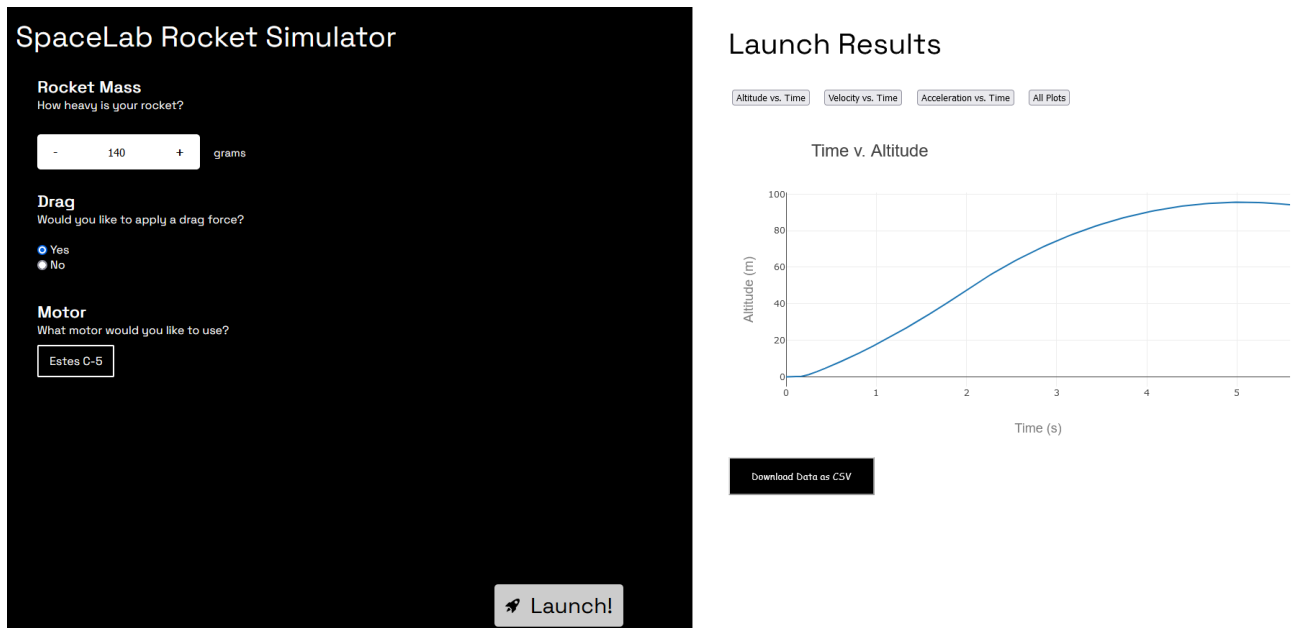 SpaceLab Rocket Simulator
Rocket Mass
How heavy is your rocket?
- 140 + grams
Drag
Would you like to apply a drag force?
Yes
No
Motor
What motor would you like to use?
Estes C-5
Launch!
Launch Results
Altitude vs. Time Velocity vs. Time Acceleration vs. Time All Plots
Time v. Altitude
100
80
60
40
20
0
Altitude (m)
0 1 2 3 4 5
Time (s)
Download Data as CSV